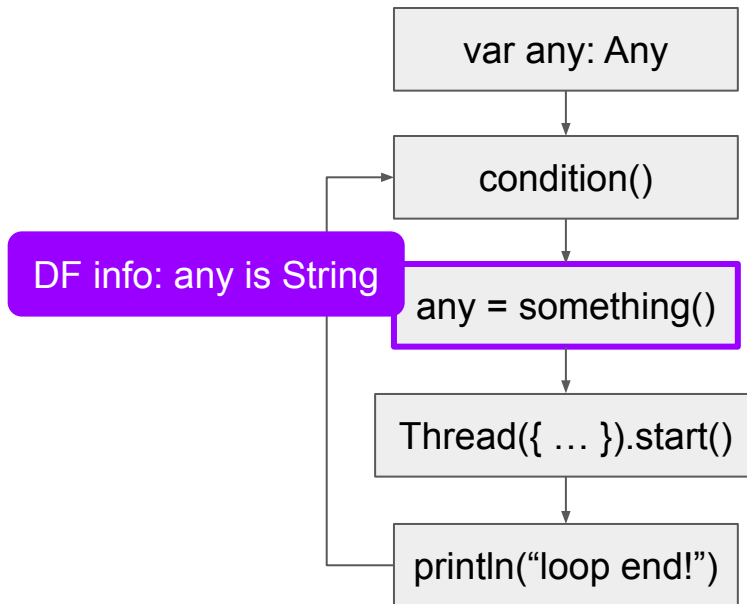 var any: Any
condition()
DF info: any is String
any = something()
Thread({ … }).start()
println(“loop end!”)